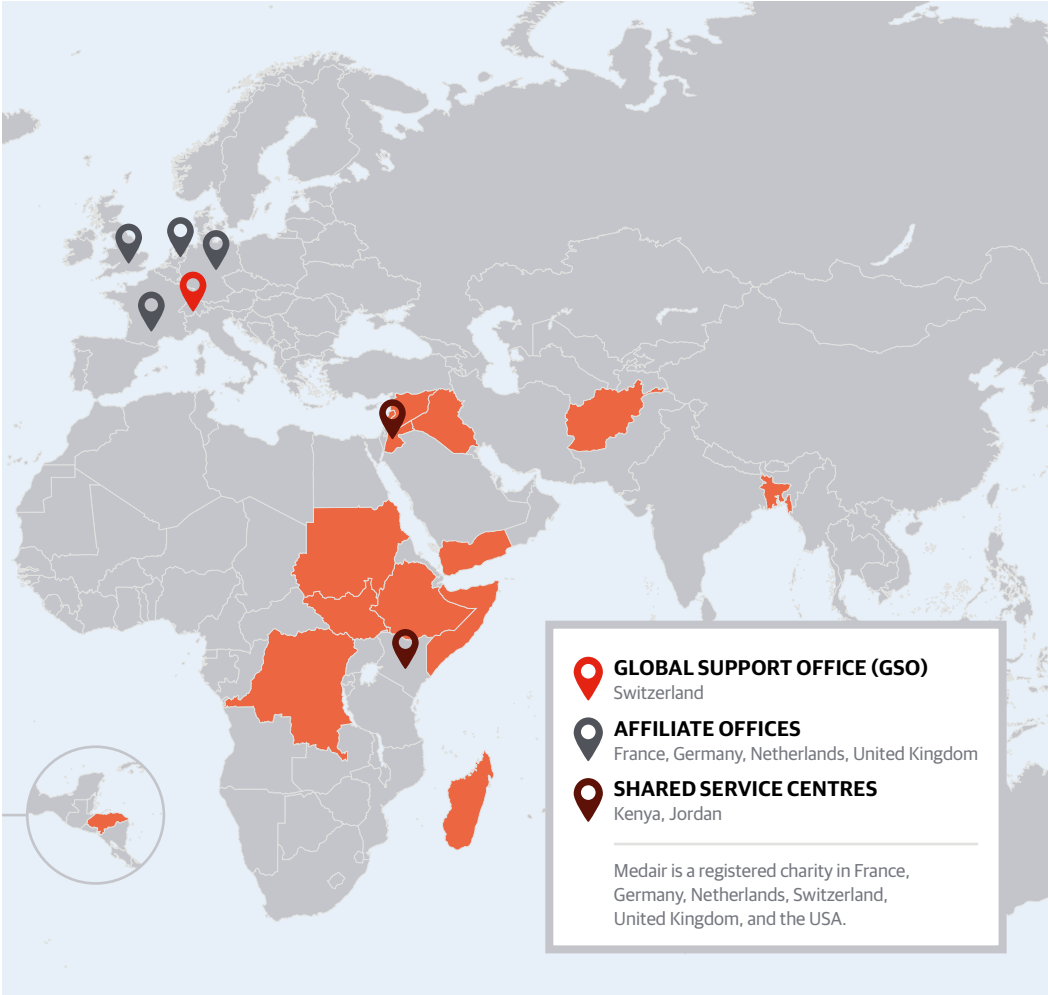 GLOBAL SUPPORT OFFICE (GSO)
Switzerland
AFFILIATE OFFICES
France, Germany, Netherlands, United Kingdom
SHARED SERVICE CENTRES
Kenya, Jordan
Medair is a registered charity in France,
Germany, Netherlands, Switzerland,
United Kingdom, and the USA.